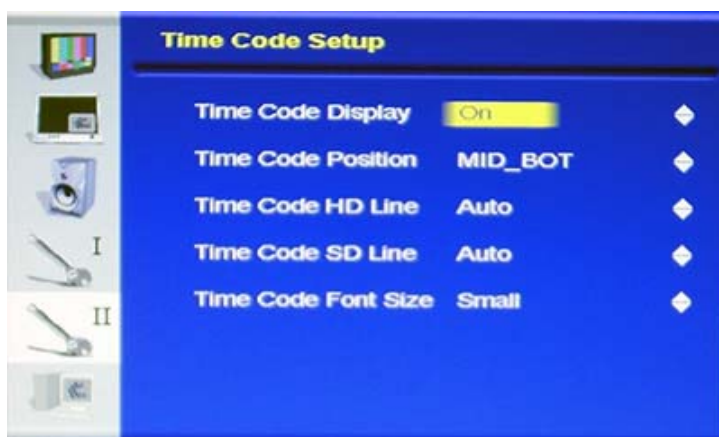 Time Code Setup
Time Code Display On
Time Code Position MID_BOT
Time Code HD Line Auto
Time Code SD Line Auto
I
Time Code Font Size Small
II